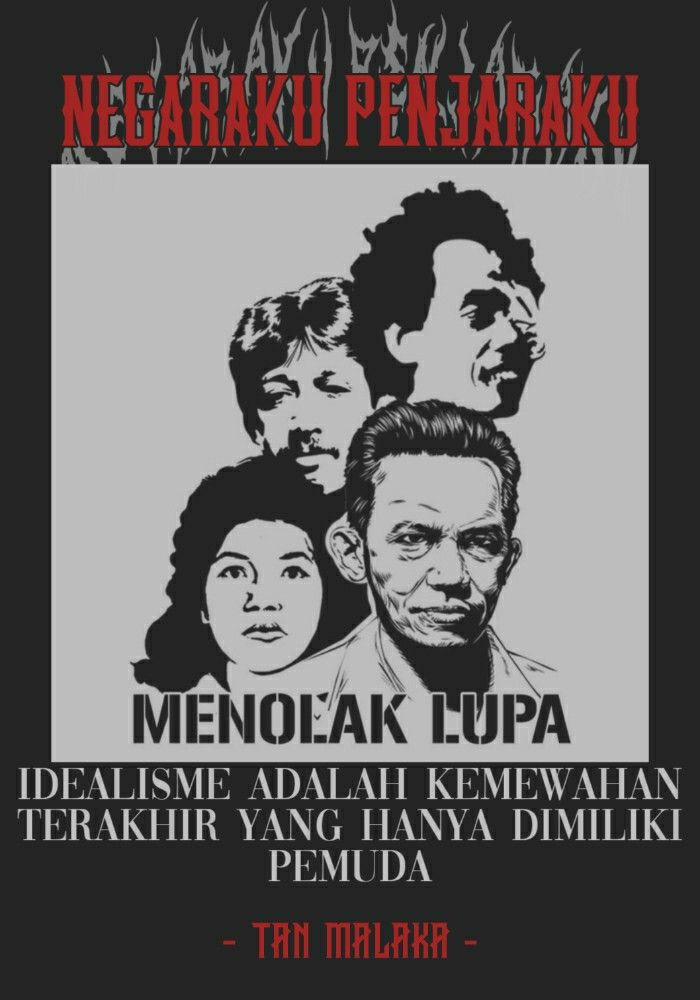 NEGARAKU PENJARAKU
MENOLAK LUPA
IDEALISME ADALAH KEMEWAHAN
TERAKHIR YANG HANYA DIMILIKI
PEMUDA
- TAN MALAKA -